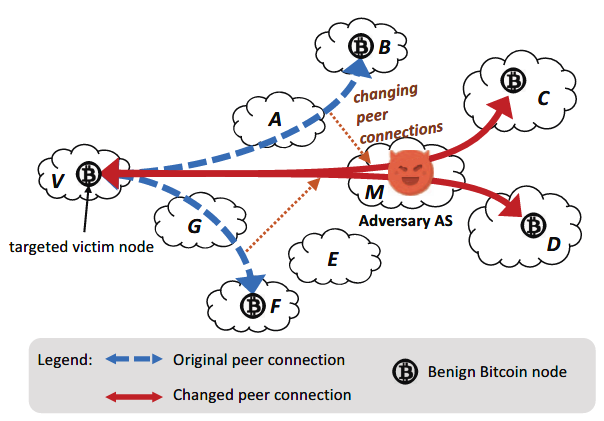 B
C
A
changing
peer
connections
V
M
Adversary AS
G
targeted victim node
E
D
F
Legend:
Original peer connection
Changed peer connection
Benign Bitcoin node